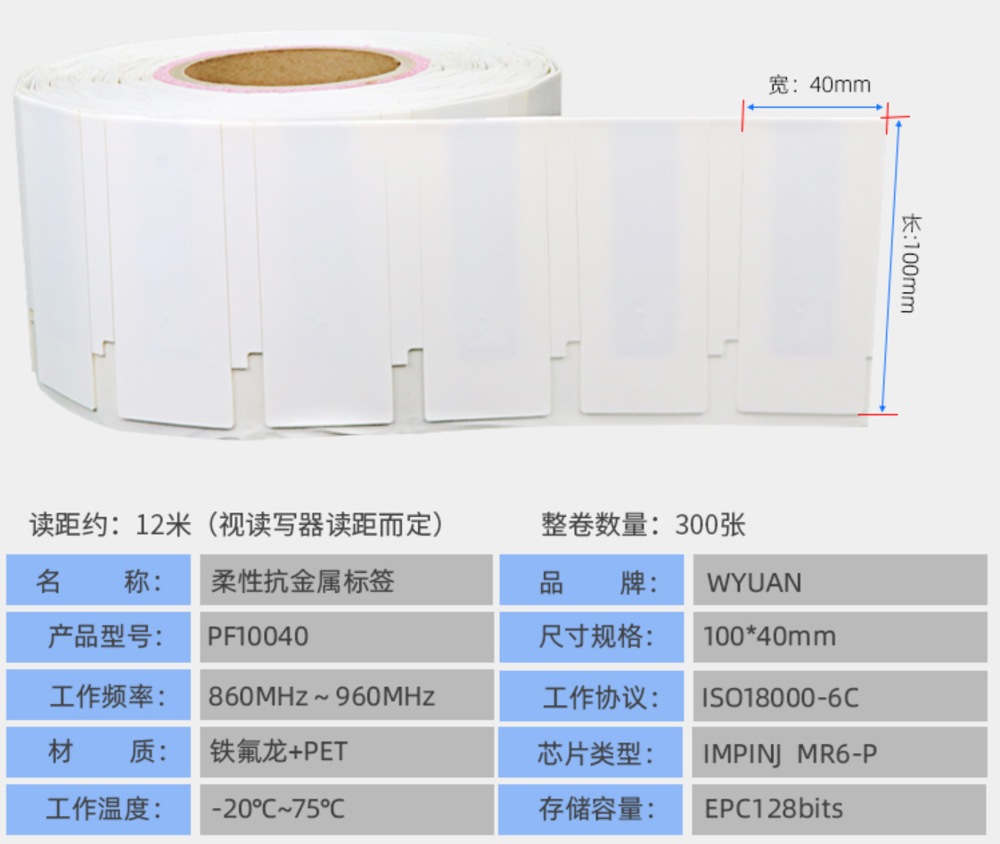 宽：40mm
长:100mm
读距约：12米（视读写器读距而定）
整卷数量：300张
名 称： 柔性抗金属标签 品 牌： WYUAN
产品型号： PF10040 尺寸规格： 100*40mm
工作频率： 860MHz ~ 960MHz 工作协议： ISO18000-6C
材 质： 铁氟龙+PET 芯片类型： IMPINJ MR6-P
工作温度： -20℃~75℃ 存储容量： EPC128bits